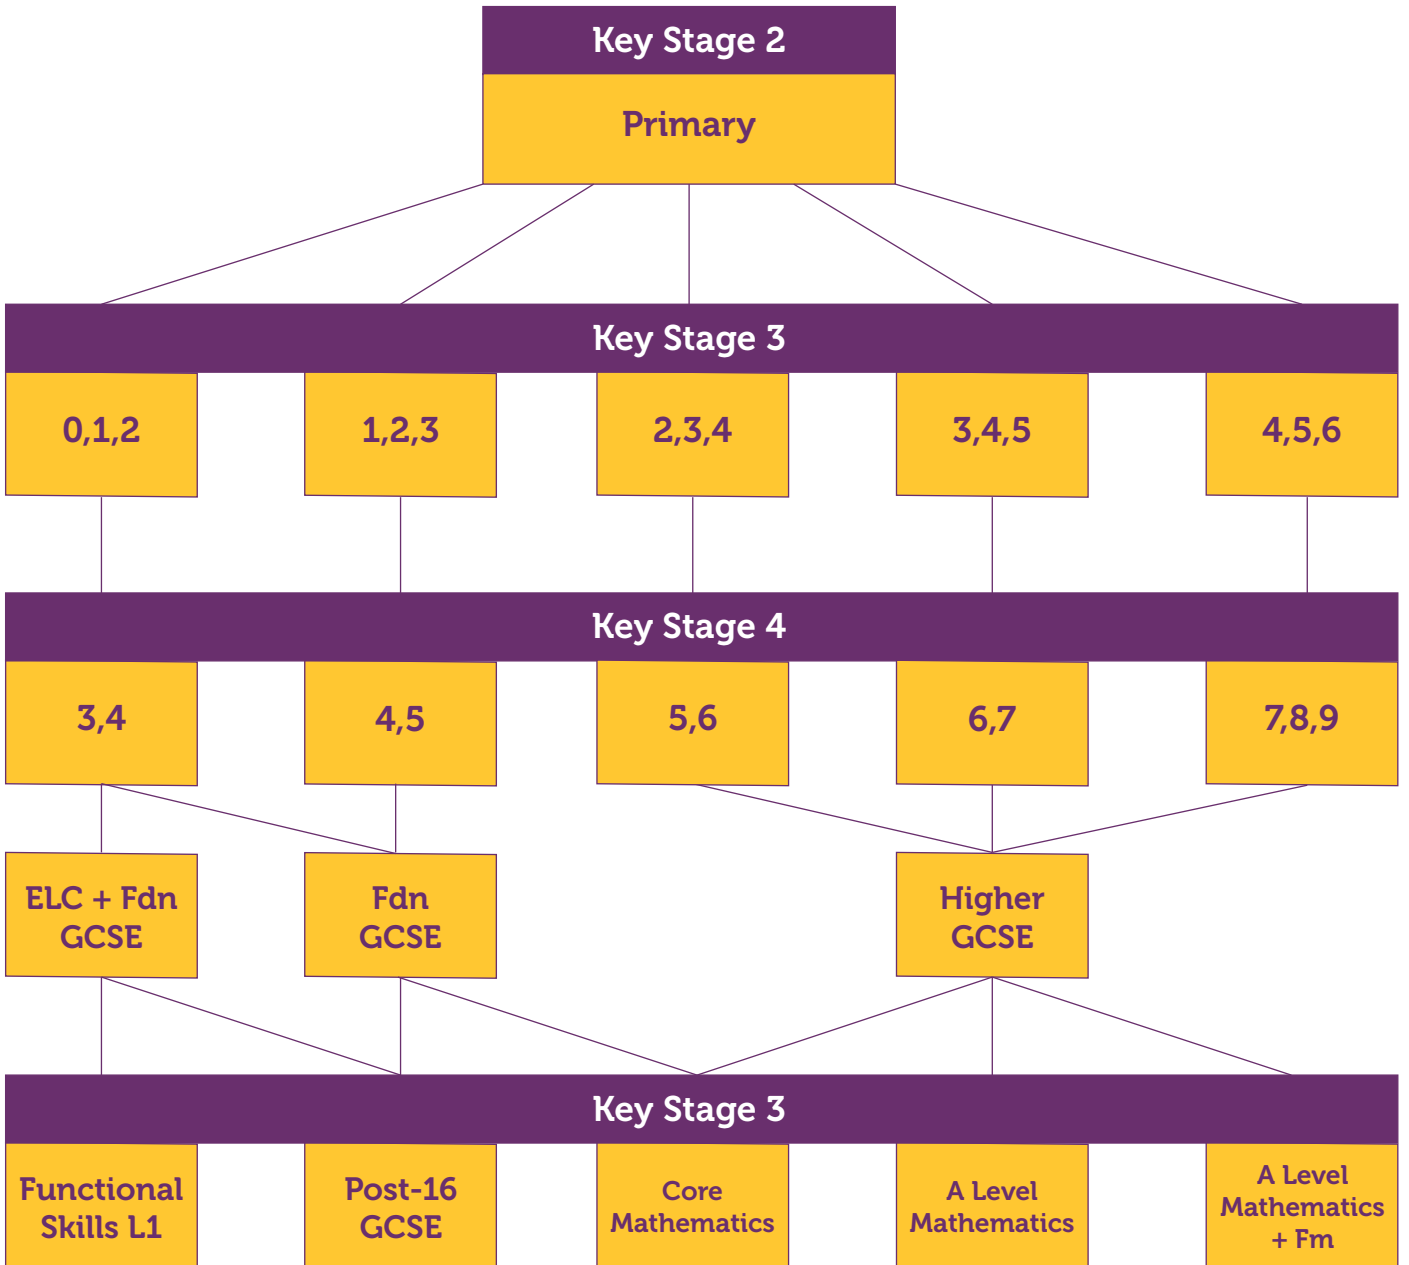 Key Stage 2
Primary
Key Stage 3
0,1,2
1,2,3
2,3,4
3,4,5
4,5,6
Key Stage 4
3,4
4,5
5,6
6,7
7,8,9
ELC + Fdn
GCSE
Fdn
GCSE
Higher
GCSE
Key Stage 3
Functional
Skills L1
Post-16
GCSE
Core
Mathematics
A Level
Mathematics
A Level
Mathematics
+ Fm